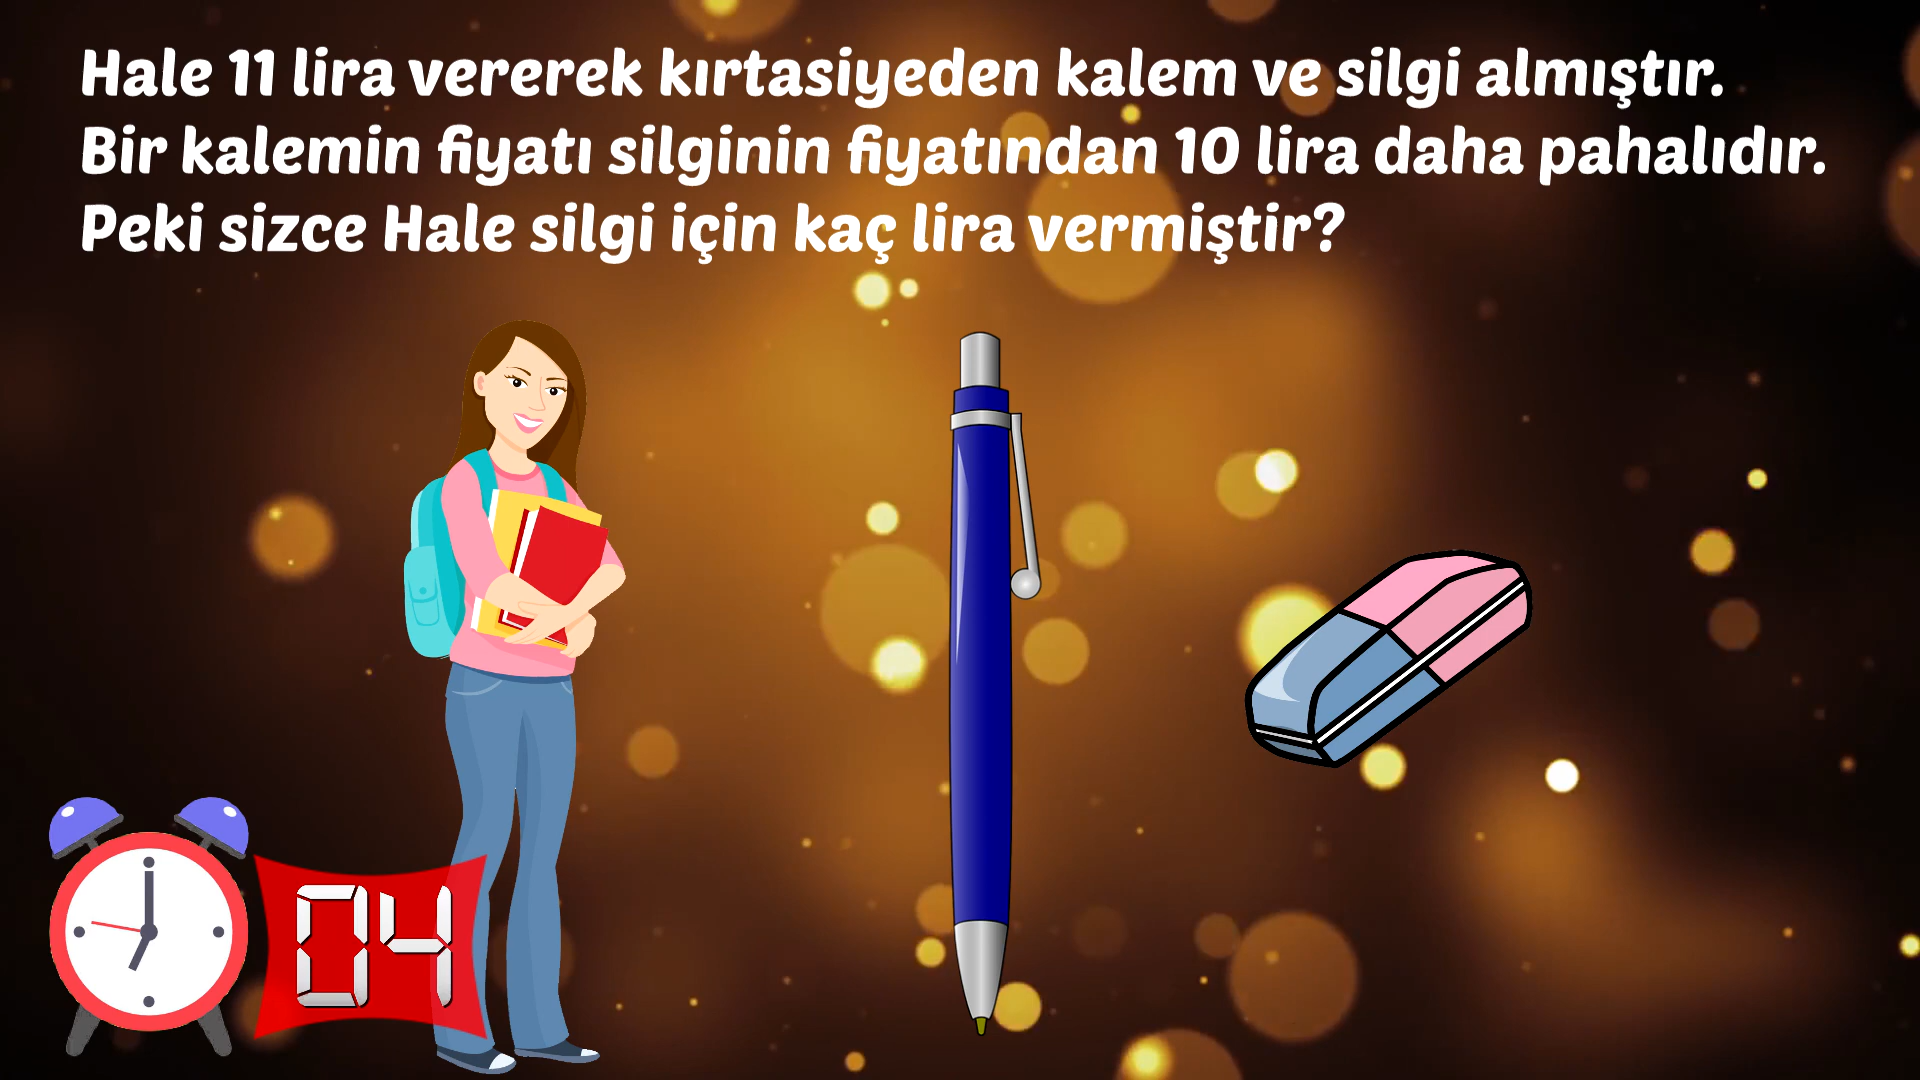 Hale 11 lira vererek kırtasiyeden kalem ve silgi almıştır.
Bir kalemin fiyatı silginin fiyatından 10 lira daha pahalıdır.
Peki sizce Hale silgi için kaç lira vermiştir?
04